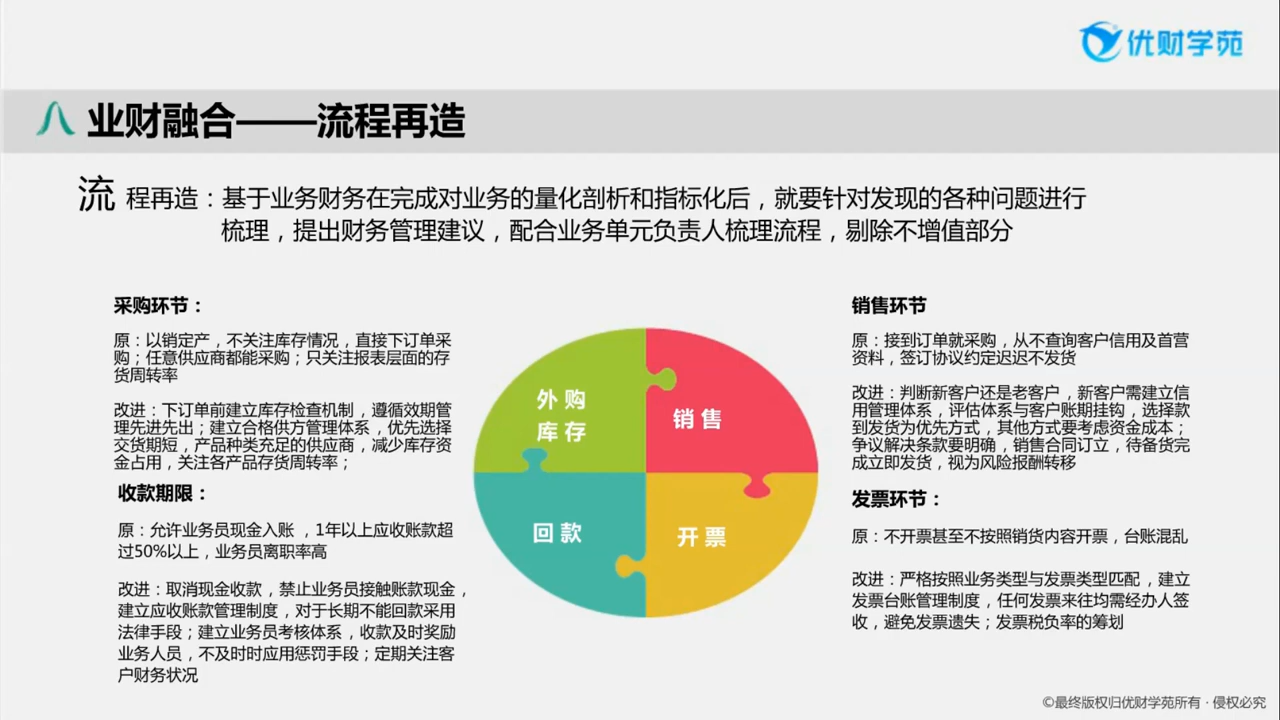 优财学苑
业财融合——流程再造
流程再造：基于业务财务在完成对业务的量化剖析和指标化后，就要针对发现的各种问题进行
梳理，提出财务管理建议，配合业务单元负责人梳理流程，剔除不增值部分
采购环节：
原：以销定产，不关注库存情况，直接下订单采
购；任意供应商都能采购；只关注报表层面的存
货周转率
改进：下订单前建立库存检查机制，遵循效期管
理先进先出；建立合格供方管理体系，优先选择
交货期短，产品种类充足的供应商，减少库存资
金占用，关注各产品存货周转率；
收款期限：
原：允许业务员现金入账 ，1年以上应收账款超
过50%以上，业务员离职率高
改进：取消现金收款，禁止业务员接触账款现金，
建立应收账款管理制度，对于长期不能回款采用
法律手段；建立业务员考核体系，收款及时奖励
业务人员，不及时时应用惩罚手段；定期关注客
户财务状况
外 购
库 存
销 售
回 款
开 票
销售环节
原：接到订单就采购，从不查询客户信用及首营
资料，签订协议约定迟迟不发货
改进：判断新客户还是老客户，新客户需建立信
用管理体系，评估体系与客户账期挂钩，选择款
到发货为优先方式，其他方式要考虑资金成本；
争议解决条款要明确，销售合同订立，待备货完
成立即发货，视为风险报酬转移
发票环节：
原：不开票甚至不按照销货内容开票，台账混乱
改进：严格按照业务类型与发票类型匹配，建立
发票台账管理制度，任何发票来往均需经办人签
收，避免发票遗失；发票税负率的筹划
©最终版权归优财学苑所有 · 侵权必究